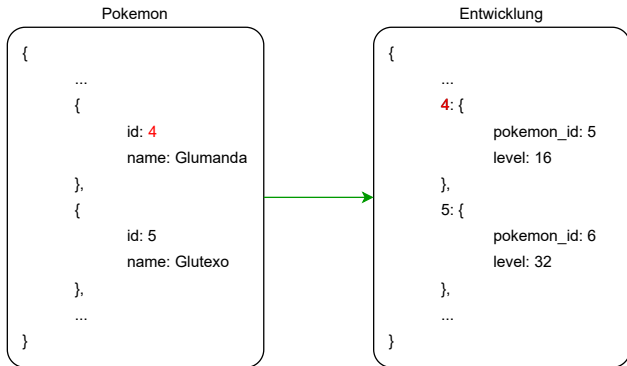 Pokemon
{
...
{
id: 4
name: Glumanda
},
{
id: 5
name: Glutexo
},
...
}
Entwicklung
{
...
4: {
pokemon_id: 5
level: 16
},
5: {
pokemon_id: 6
level: 32
},
...
}